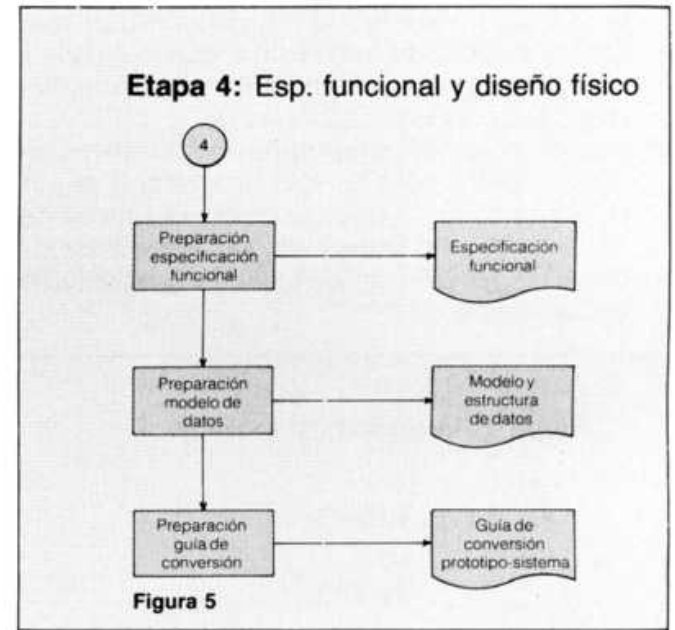 Etapa 4: Esp. funcional y diseño físico
4
Preparación
especificación
funcional
Especificación
funcional
Preparación
modelo de
datos
Modelo y
estructura
de datos
Preparación
guía de
conversión
Guía de
conversión
prototipo-sistema
Figura 5